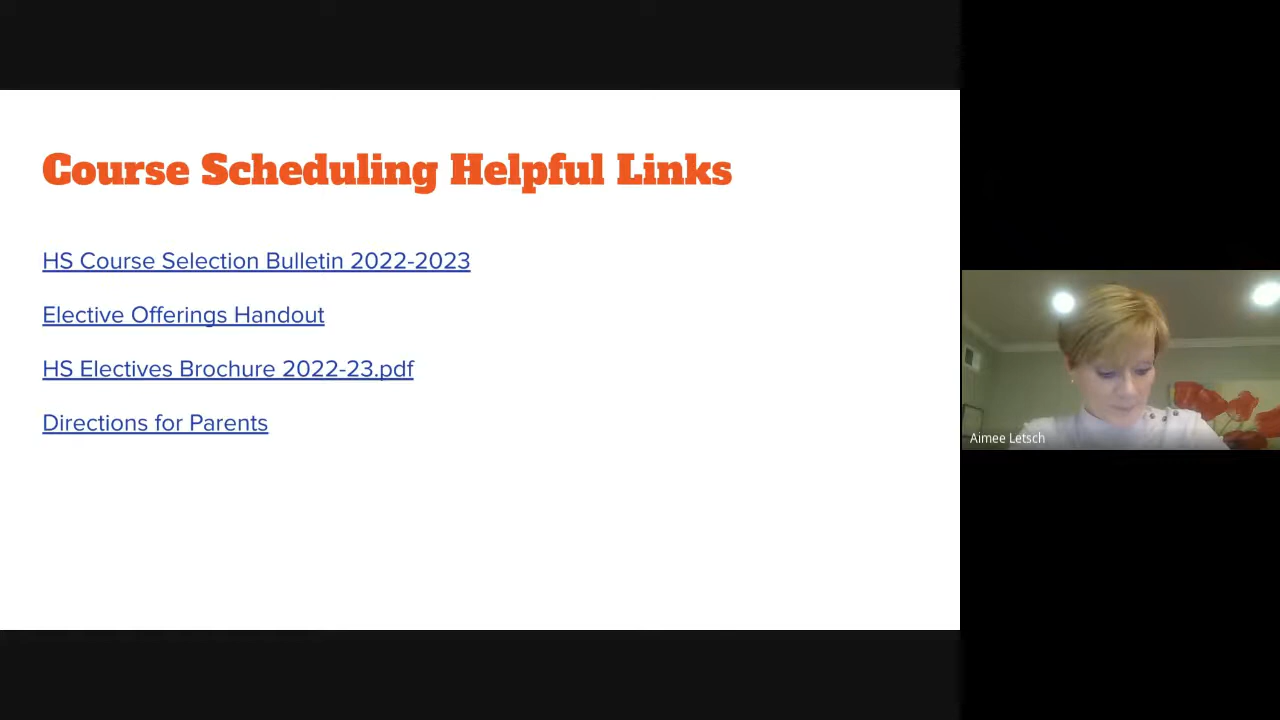 Course Scheduling Helpful Links
HS Course Selection Bulletin 2022-2023
Elective Offerings Handout
HS Electives Brochure 2022-23.pdf
Directions for Parents
Aimee Letsch